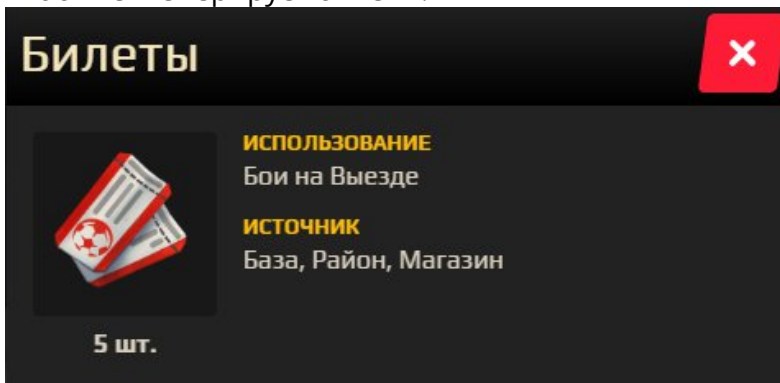 Билеты
ИСПОЛЬЗОВАНИЕ
Бои на Выезде
ИСТОЧНИК
База, Район, Магазин
5 шт.